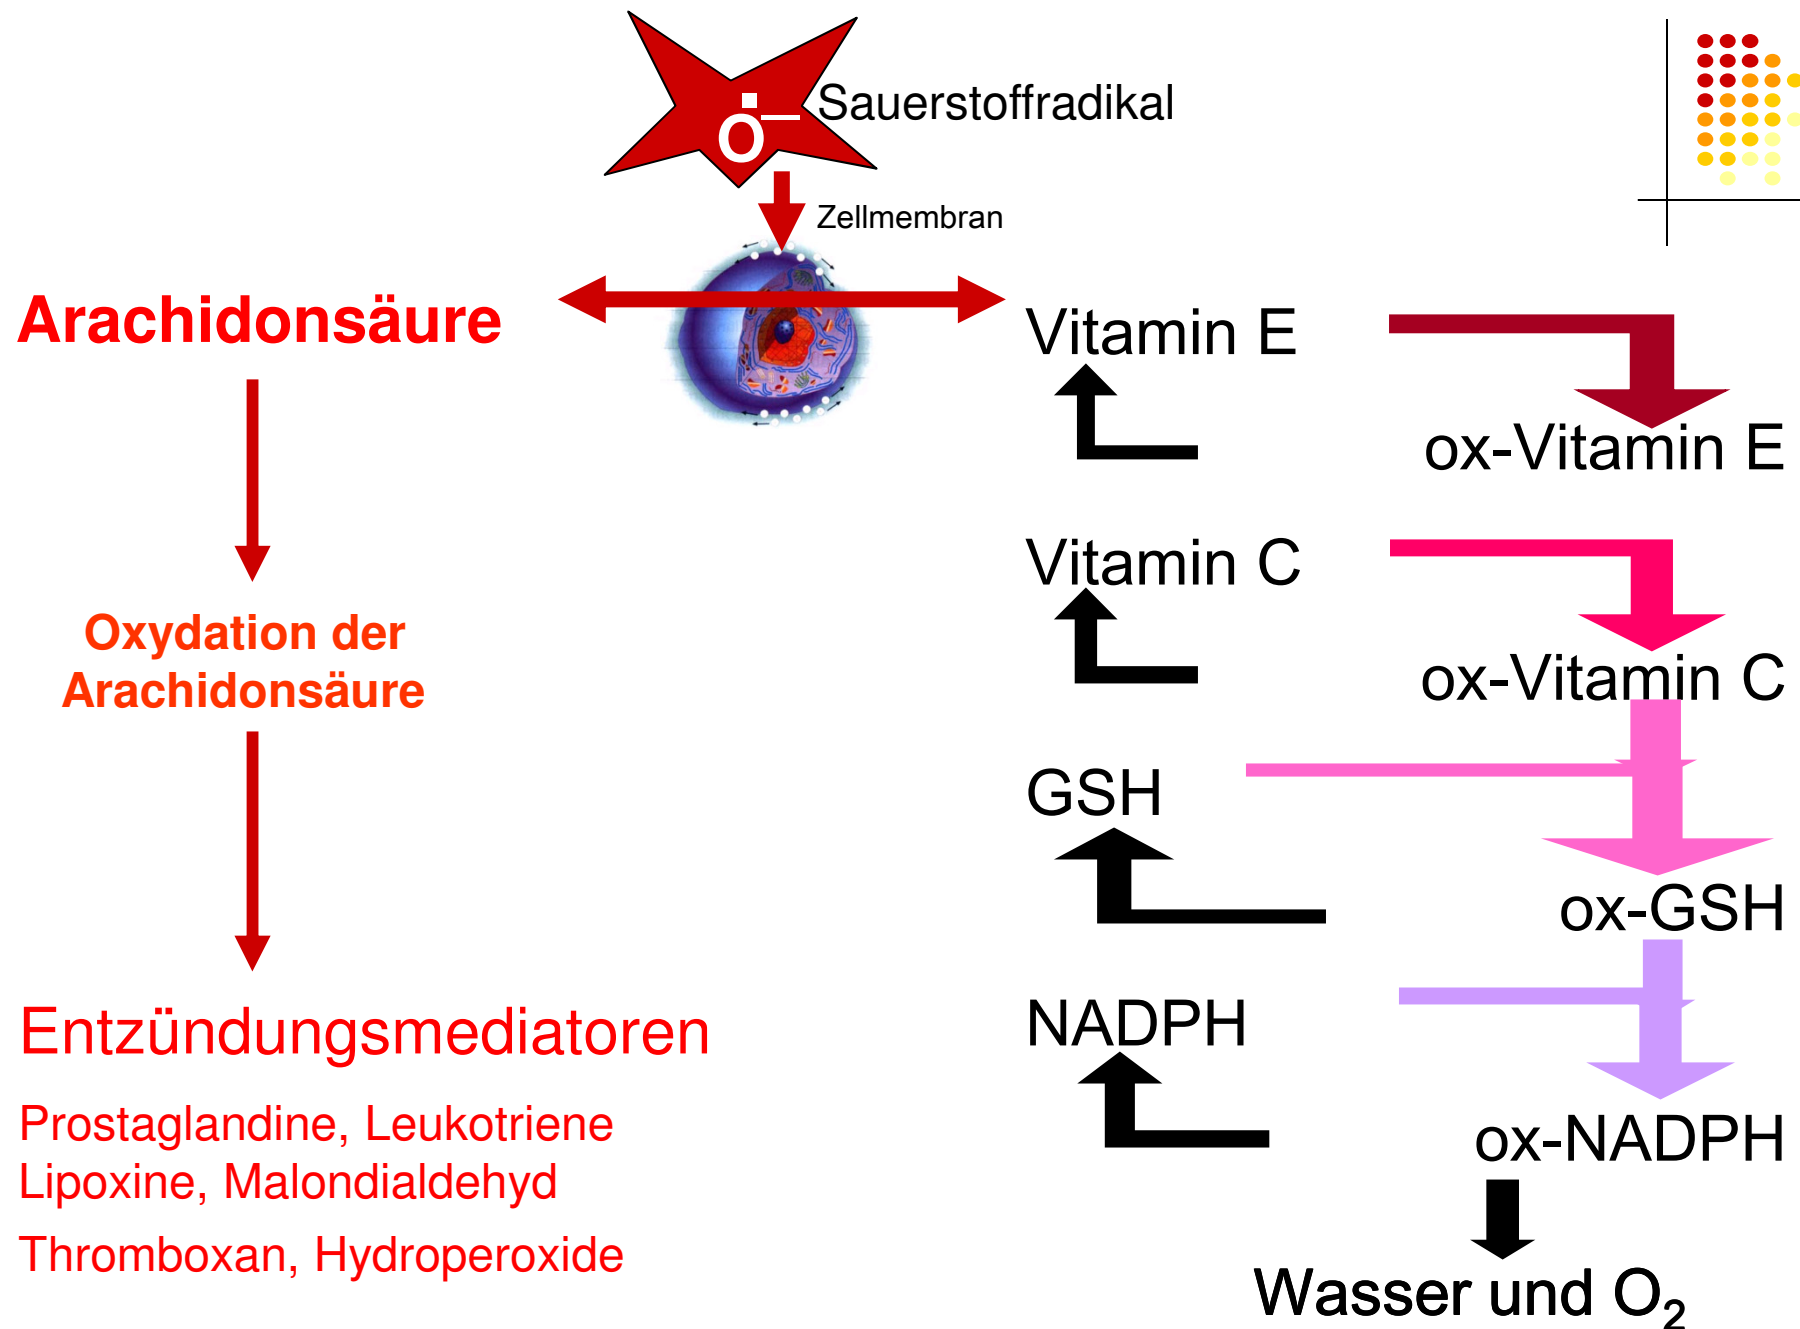 Ȯ¯ Sauerstoffradikal
Zellmembran
Arachidonsäure
Oxydation der
Arachidonsäure
Entzündungsmediatoren
Prostaglandine, Leukotriene
Lipoxine, Malondialdehyd
Thromboxan, Hydroperoxide
Vitamin E
ox-Vitamin E
Vitamin C
ox-Vitamin C
GSH
ox-GSH
NADPH
ox-NADPH
Wasser und O₂